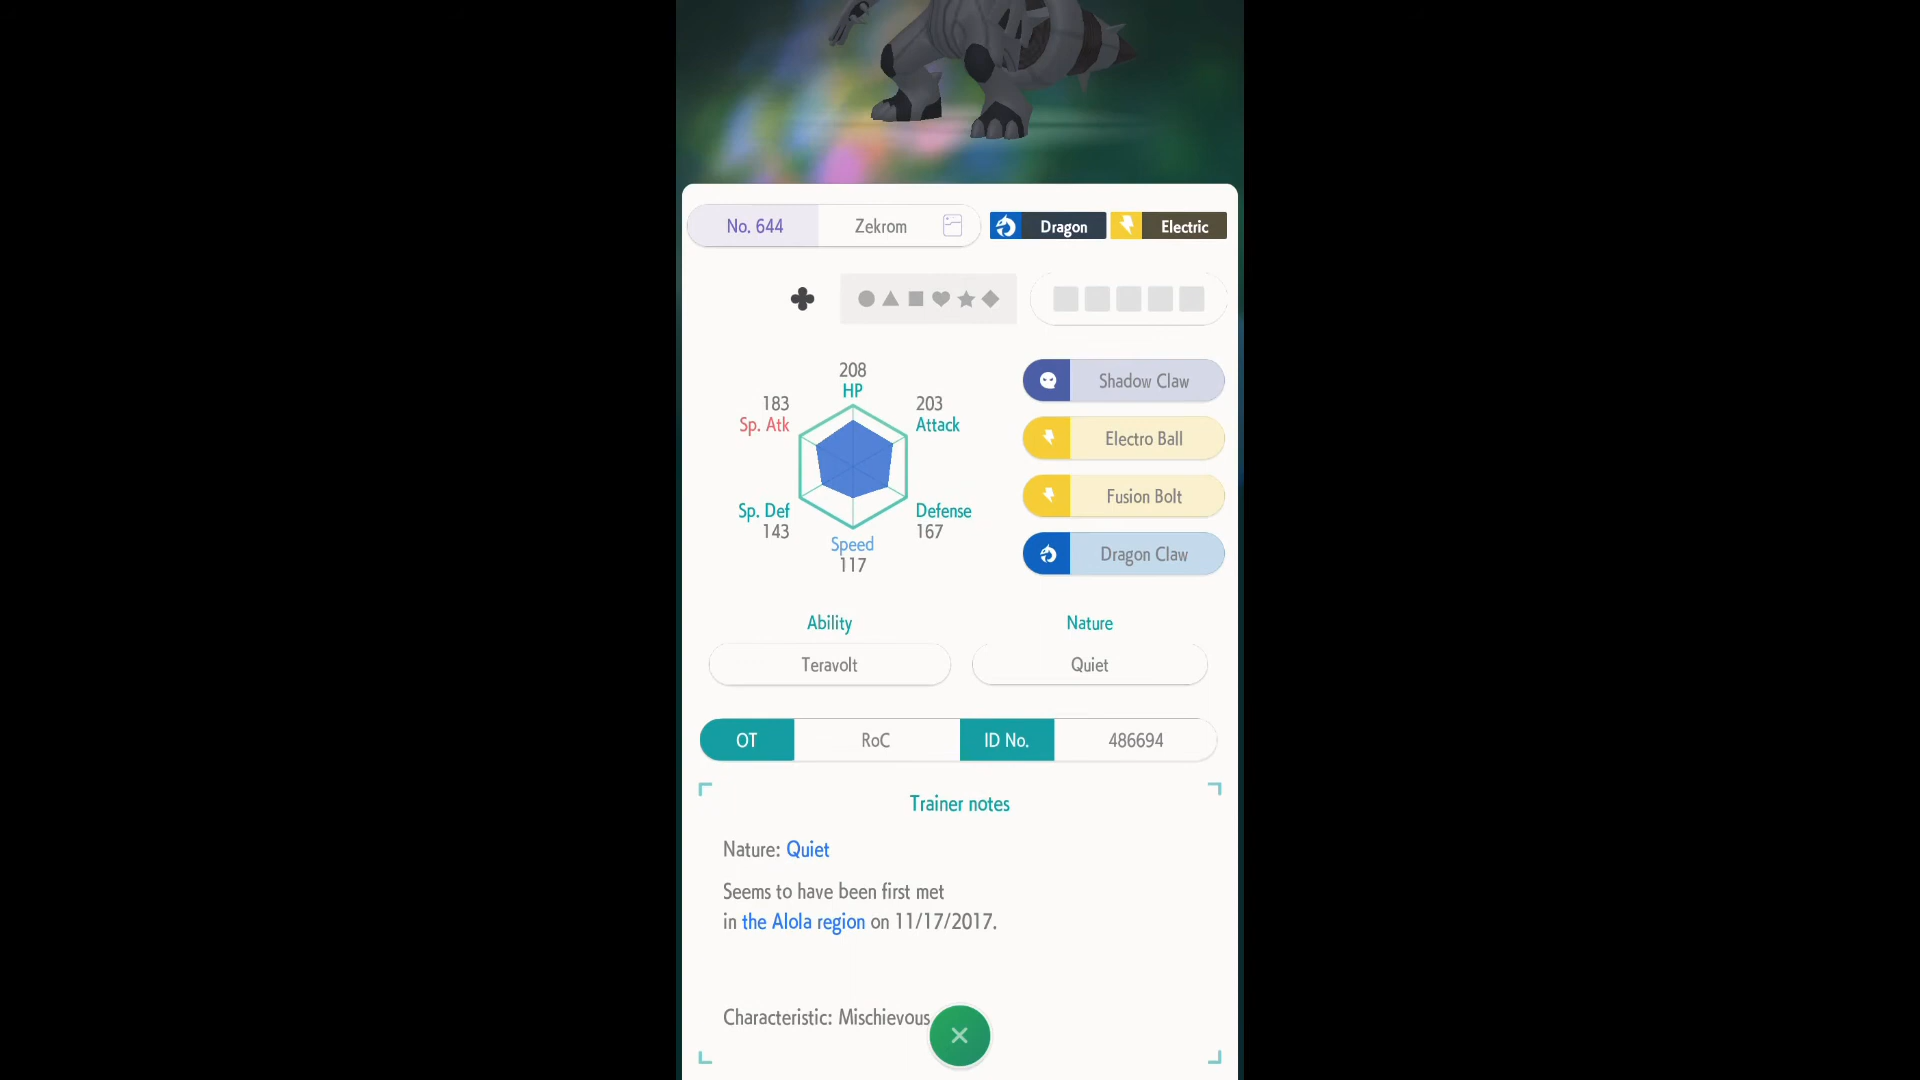 No. 644 Zekrom Dragon Electric
208
HP
183
Sp. Atk
203
Attack
Sp. Def
143
Defense
167
Speed
117
Shadow Claw
Electro Ball
Fusion Bolt
Dragon Claw
Ability
Teravolt
Nature
Quiet
OT RoC ID No. 486694
Trainer notes
Nature: Quiet
Seems to have been first met
in the Alola region on 11/17/2017.
Characteristic: Mischievous